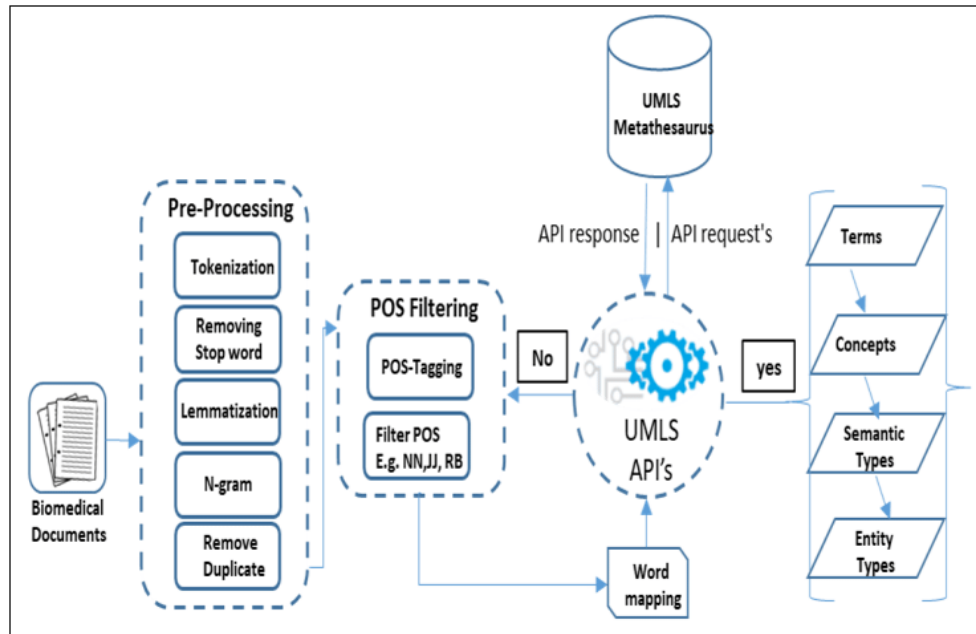 UMLS
Metathesaurus
Pre-Processing
Tokenization
Removing
Stop word
Lemmatization
N-gram
Remove
Duplicate
Biomedical
Documents
POS Filtering
POS-Tagging
Filter POS
E.g. NN,JJ, RB
No
API response | API request's
UMLS
API's
Word
mapping
yes
Terms
Concepts
Semantic
Types
Entity
Types